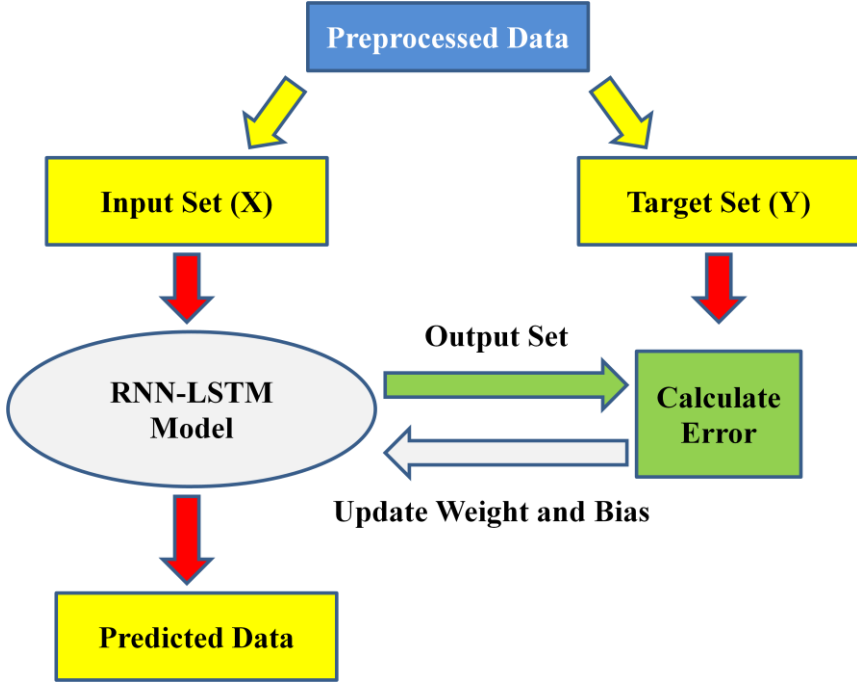 Preprocessed Data
Input Set (X)
Target Set (Y)
Output Set
RNN-LSTM
Model
Calculate
Error
Update Weight and Bias
Predicted Data